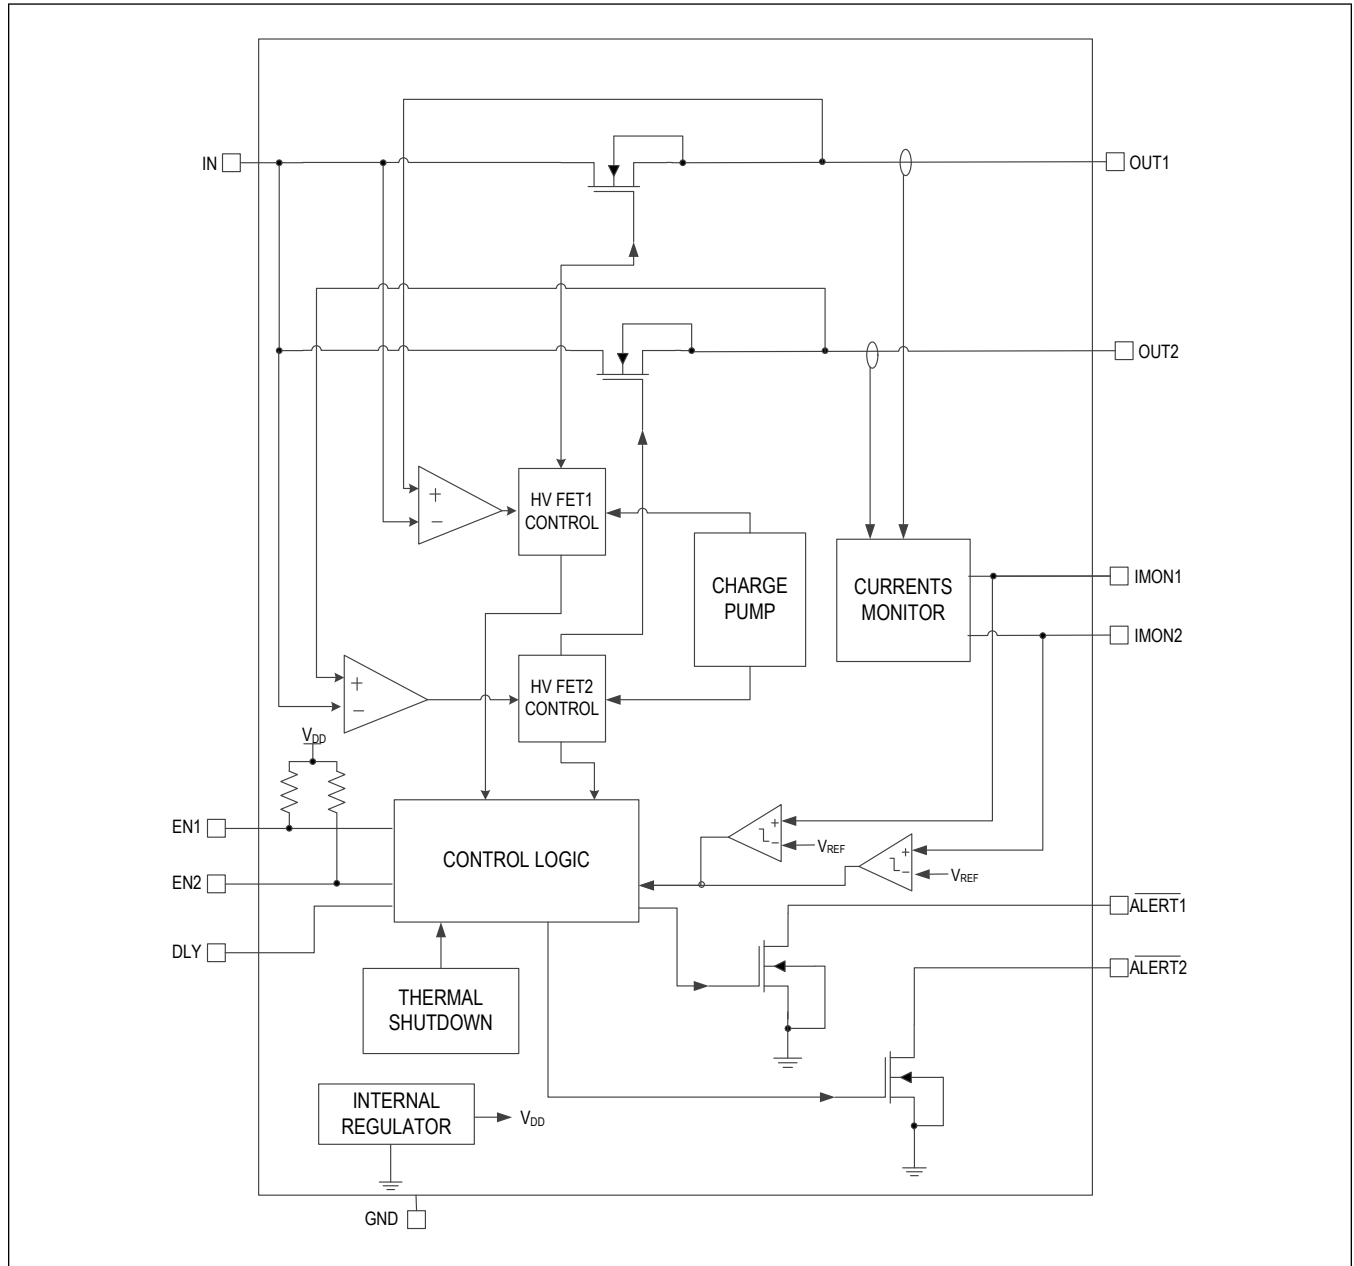 IN
OUT1
OUT2
+
−
HV FET1
CONTROL
CHARGE
PUMP
CURRENTS
MONITOR
IMON1
IMON2
+
−
HV FET2
CONTROL
VDD
EN1
EN2
DLY
CONTROL LOGIC
+
−
VREF
+
−
VREF
ALERT1
ALERT2
THERMAL
SHUTDOWN
INTERNAL
REGULATOR
VDD
GND